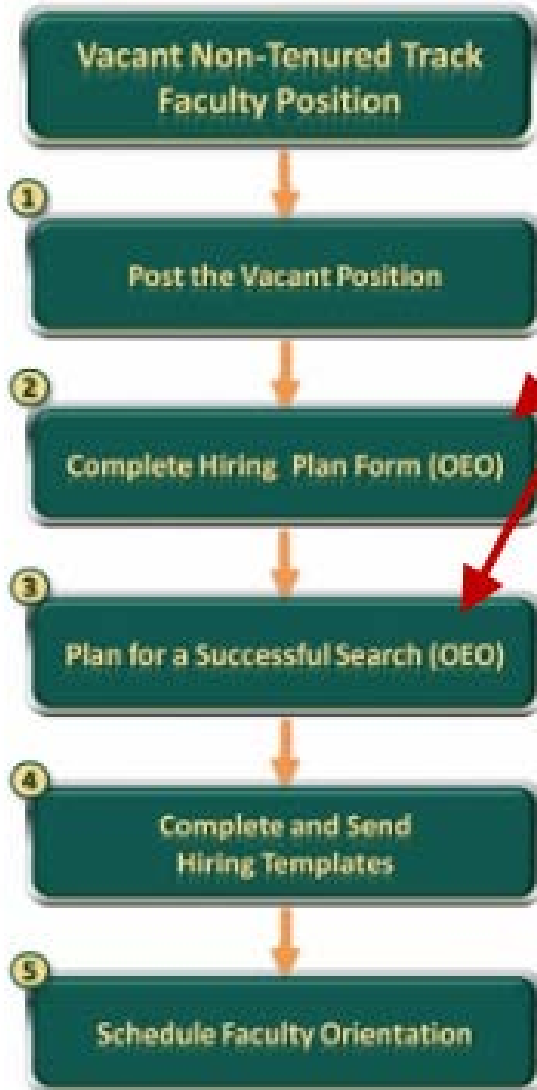 Vacant Non-Tenured Track
Faculty Position
1
Post the Vacant Position
2
Complete Hiring Plan Form (OEO)
3
Plan for a Successful Search (OEO)
4
Complete and Send
Hiring Templates
5
Schedule Faculty Orientation